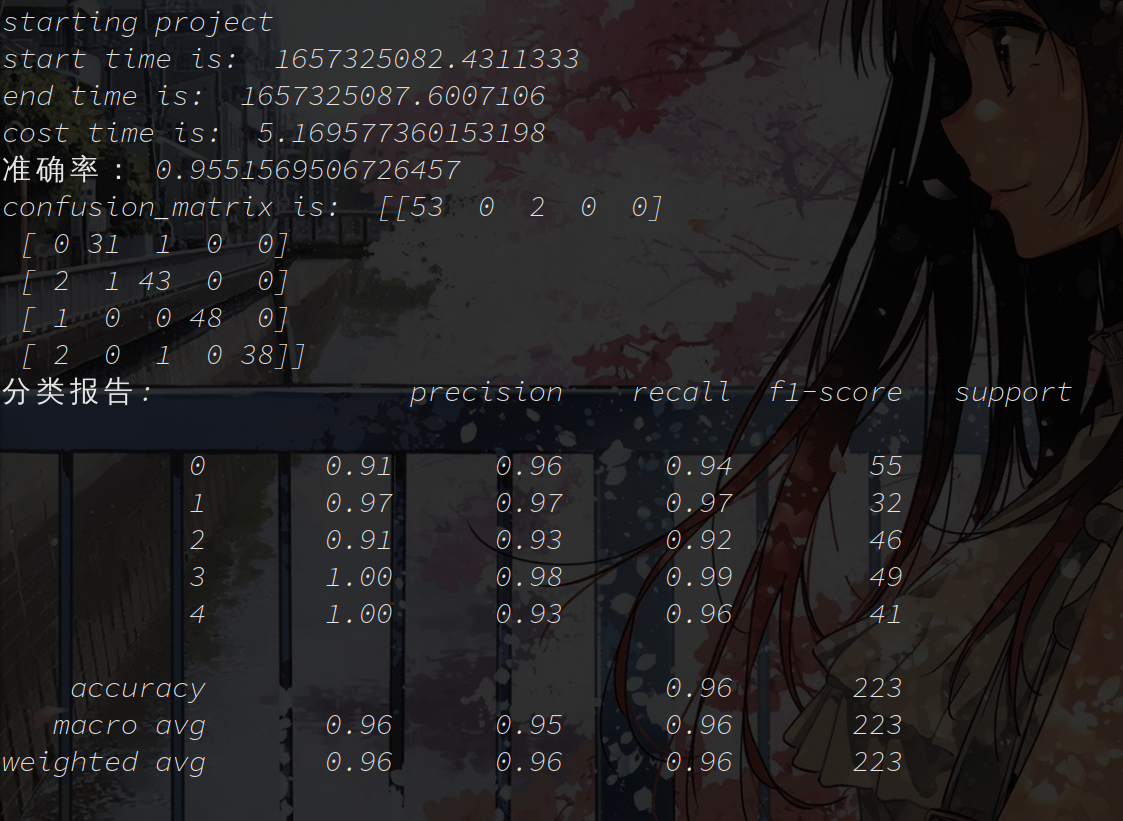 starting project
start time is:  1657325082.4311333
end time is:  1657325087.6007106
cost time is:  5.169577360153198
准确率： 0.9551569506726457
confusion_matrix is:  [[53  0  2  0  0]
 [ 0 31  1  0  0]
 [ 2  1 43  0  0]
 [ 1  0  0 48  0]
 [ 2  0  1  0 38]]
分类报告：               precision    recall  f1-score   support
           0       0.91      0.96      0.94        55
           1       0.97      0.97      0.97        32
           2       0.91      0.93      0.92        46
           3       1.00      0.98      0.99        49
           4       1.00      0.93      0.96        41
    accuracy                           0.96       223
   macro avg       0.96      0.95      0.96       223
weighted avg       0.96      0.96      0.96       223